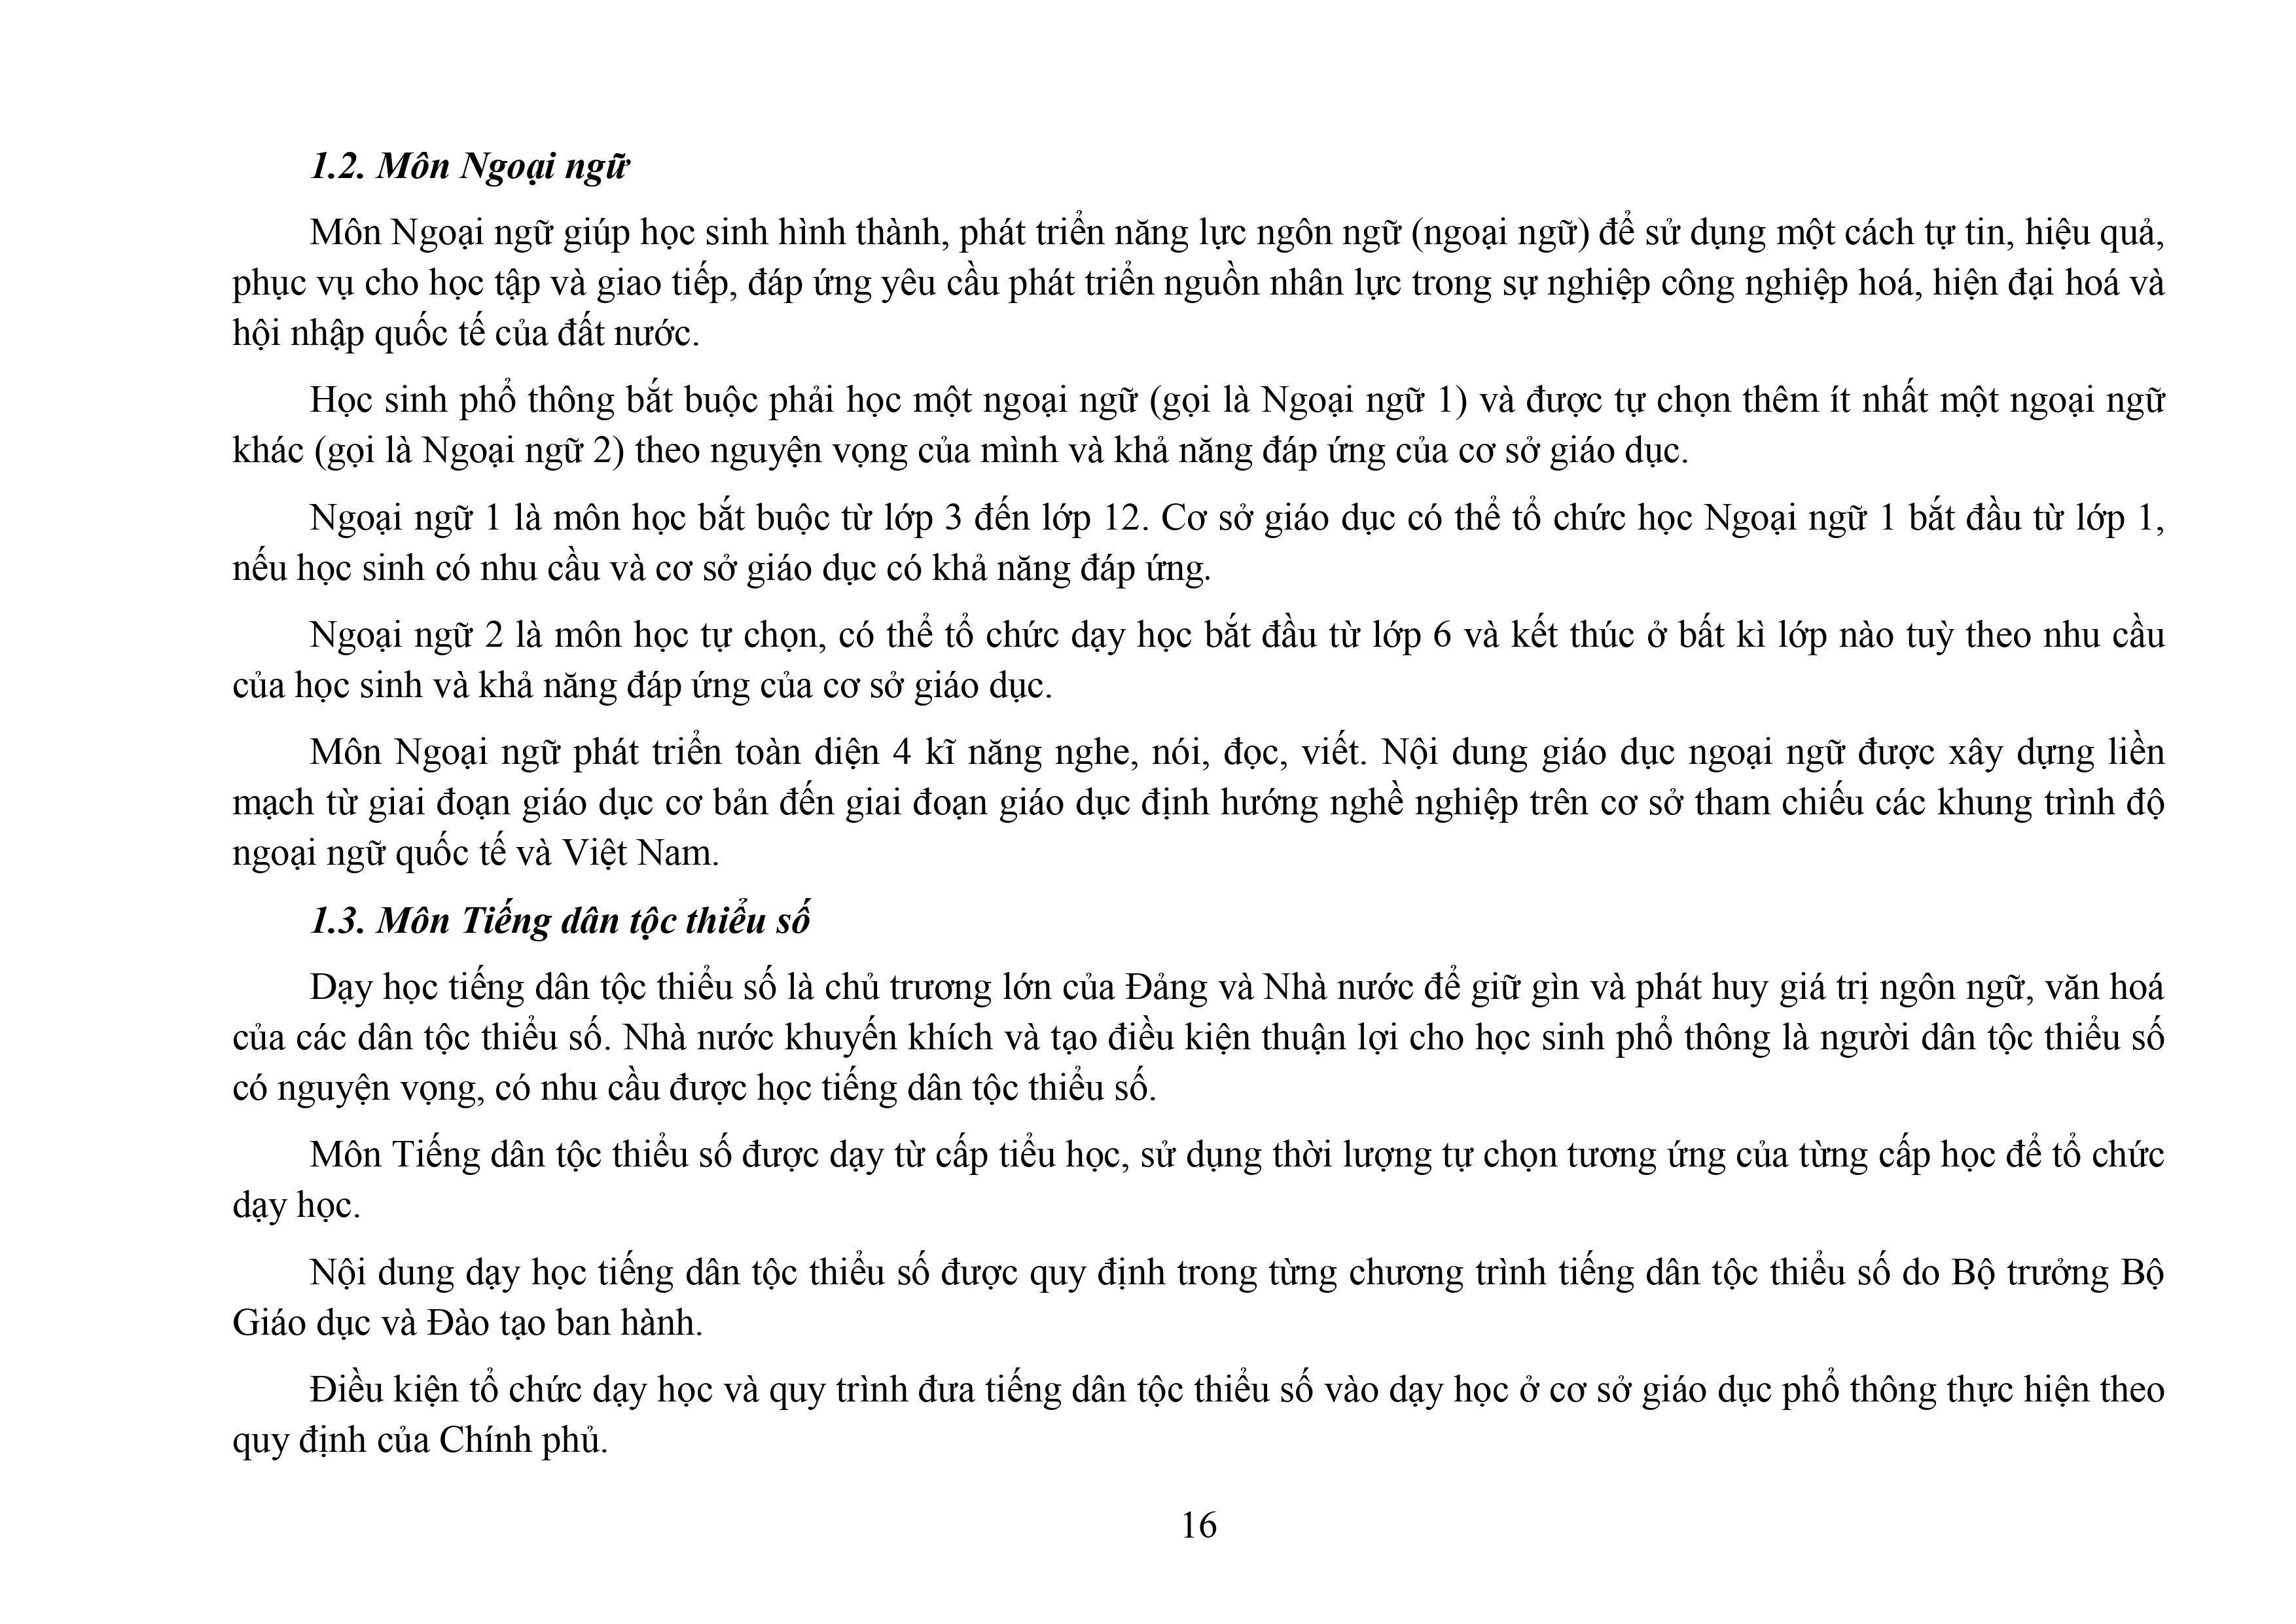 1.2. Môn Ngoại ngữ
Môn Ngoại ngữ giúp học sinh hình thành, phát triển năng lực ngôn ngữ (ngoại ngữ) để sử dụng một cách tự tin, hiệu quả,
phục vụ cho học tập và giao tiếp, đáp ứng yêu cầu phát triển nguồn nhân lực trong sự nghiệp công nghiệp hoá, hiện đại hoá và
hội nhập quốc tế của đất nước.
Học sinh phổ thông bắt buộc phải học một ngoại ngữ (gọi là Ngoại ngữ 1) và được tự chọn thêm ít nhất một ngoại ngữ
khác (gọi là Ngoại ngữ 2) theo nguyện vọng của mình và khả năng đáp ứng của cơ sở giáo dục.
Ngoại ngữ 1 là môn học bắt buộc từ lớp 3 đến lớp 12. Cơ sở giáo dục có thể tổ chức học Ngoại ngữ 1 bắt đầu từ lớp 1,
nếu học sinh có nhu cầu và cơ sở giáo dục có khả năng đáp ứng.
Ngoại ngữ 2 là môn học tự chọn, có thể tổ chức dạy học bắt đầu từ lớp 6 và kết thúc ở bất kì lớp nào tuỳ theo nhu cầu
của học sinh và khả năng đáp ứng của cơ sở giáo dục.
Môn Ngoại ngữ phát triển toàn diện 4 kĩ năng nghe, nói, đọc, viết. Nội dung giáo dục ngoại ngữ được xây dựng liền
mạch từ giai đoạn giáo dục cơ bản đến giai đoạn giáo dục định hướng nghề nghiệp trên cơ sở tham chiếu các khung trình độ
ngoại ngữ quốc tế và Việt Nam.
1.3. Môn Tiếng dân tộc thiểu số
Dạy học tiếng dân tộc thiểu số là chủ trương lớn của Đảng và Nhà nước để giữ gìn và phát huy giá trị ngôn ngữ, văn hoá
của các dân tộc thiểu số. Nhà nước khuyến khích và tạo điều kiện thuận lợi cho học sinh phổ thông là người dân tộc thiểu số
có nguyện vọng, có nhu cầu được học tiếng dân tộc thiểu số.
Môn Tiếng dân tộc thiểu số được dạy từ cấp tiểu học, sử dụng thời lượng tự chọn tương ứng của từng cấp học để tổ chức
dạy học.
Nội dung dạy học tiếng dân tộc thiểu số được quy định trong từng chương trình tiếng dân tộc thiểu số do Bộ trưởng Bộ
Giáo dục và Đào tạo ban hành.
Điều kiện tổ chức dạy học và quy trình đưa tiếng dân tộc thiểu số vào dạy học ở cơ sở giáo dục phổ thông thực hiện theo
quy định của Chính phủ.
16